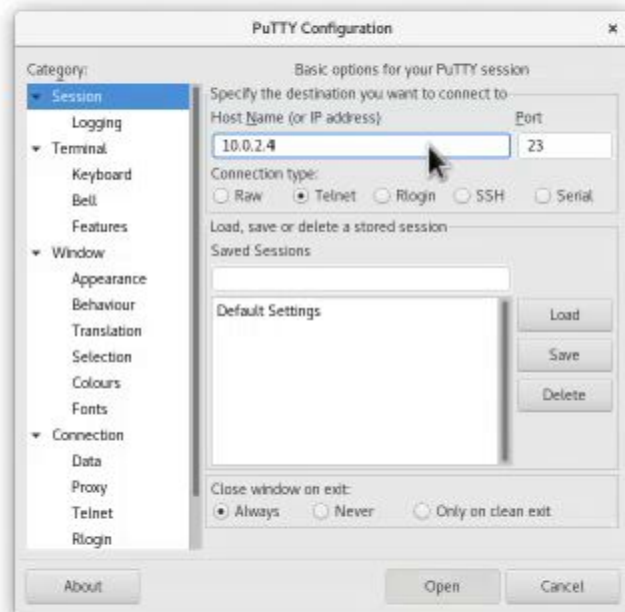 PuTTY Configuration
×
Category:
Session
Logging
Terminal
Keyboard
Bell
Features
Window
Appearance
Behaviour
Translation
Selection
Colours
Fonts
Connection
Data
Proxy
Telnet
Rlogin
Basic options for your PuTTY session
Specify the destination you want to connect to
Host Name (or IP address) Port
10.0.2.4 23
Connection type:
Raw Telnet Rlogin SSH Serial
Load, save or delete a stored session
Saved Sessions
Default Settings
Load
Save
Delete
Close window on exit:
Always Never Only on clean exit
About Open Cancel